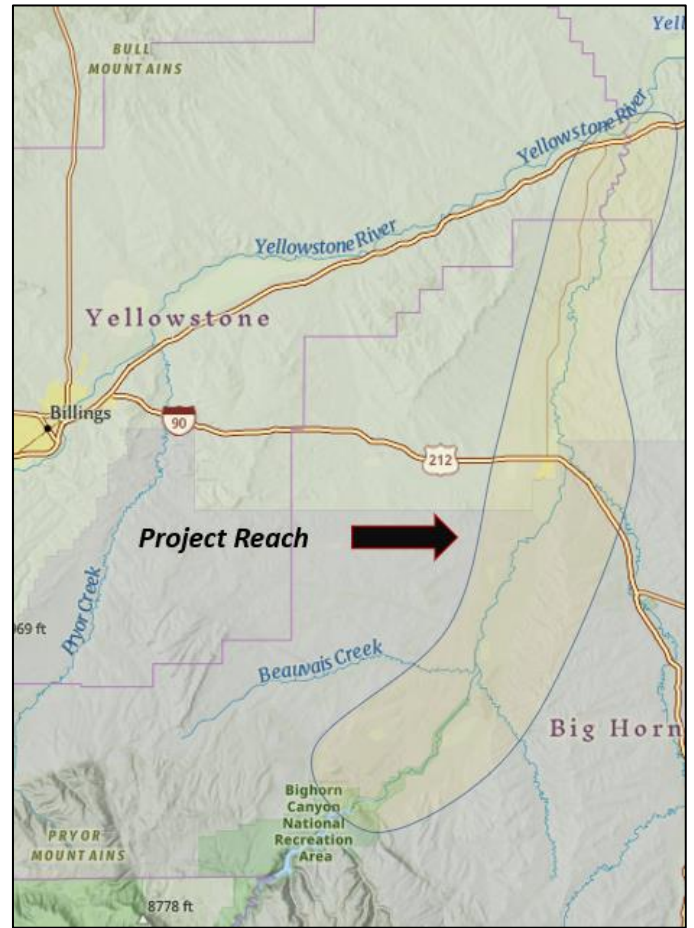 BULL
MOUNTAINS
Yell
Yellowstone River
Yellowstone River
Yellowstone
Billings
90
212
Project Reach
Pryor Creek
969 ft
Beauvais Creek
Big Horn
Bighorn
Canyon
National
Recreation
Area
PRYOR
MOUNTAINS
8778 ft